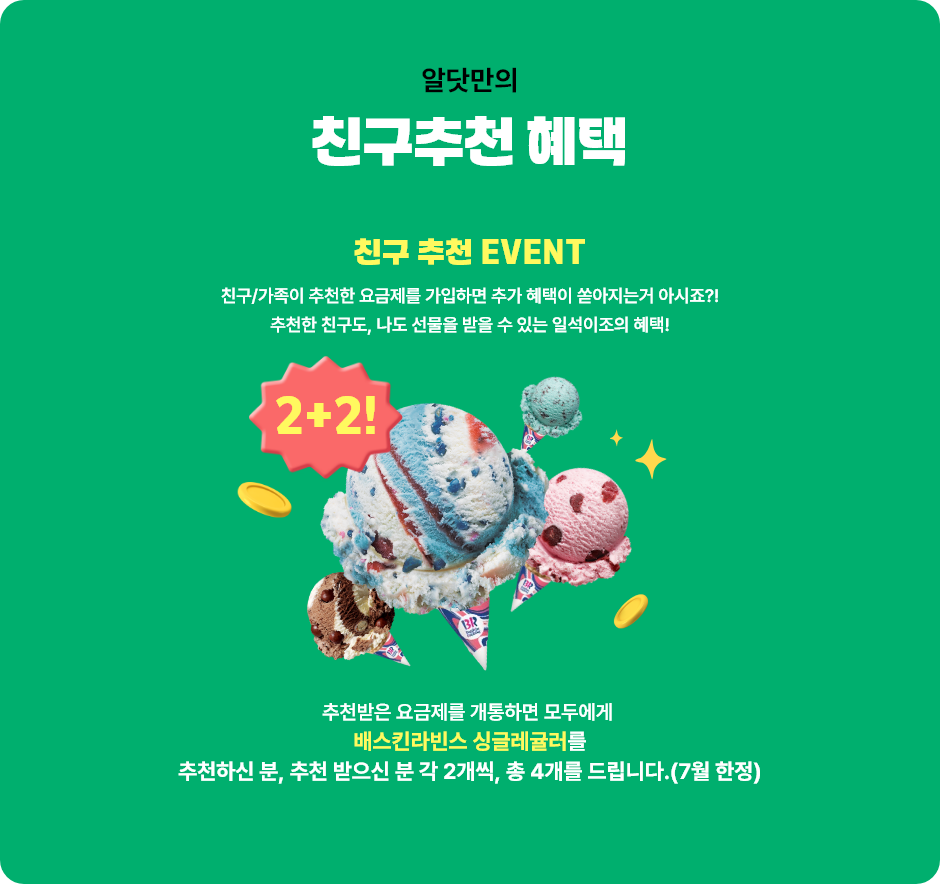 알닷만의
친구추천 혜택
친구 추천 EVENT
친구/가족이 추천한 요금제를 가입하면 추가 혜택이 쏟아지는거 아시죠?!
추천한 친구도, 나도 선물을 받을 수 있는 일석이조의 혜택!
2+2!
BR
추천받은 요금제를 개통하면 모두에게
배스킨라빈스 싱글레귤러를
추천하신 분, 추천 받으신 분 각 2개씩, 총 4개를 드립니다.(7월 한정)